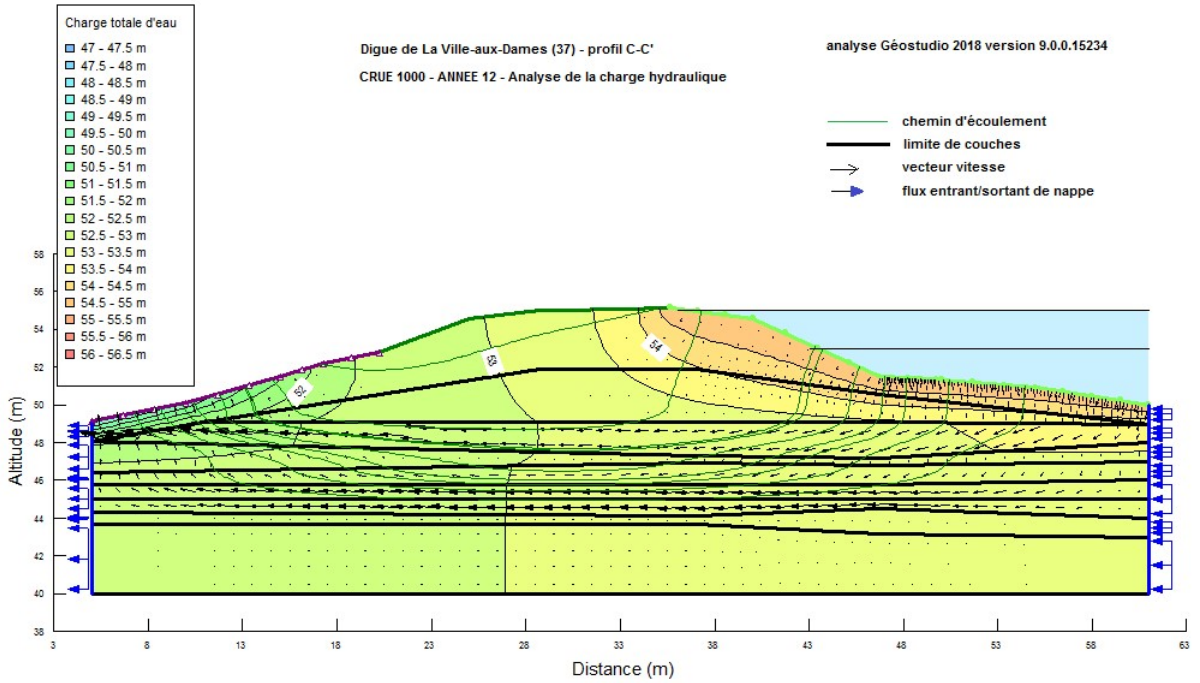 Charge totale d'eau
47 - 47.5 m
47.5 - 48 m
48 - 48.5 m
48.5 - 49 m
49 - 49.5 m
49.5 - 50 m
50 - 50.5 m
50.5 - 51 m
51 - 51.5 m
51.5 - 52 m
52 - 52.5 m
52.5 - 53 m
53 - 53.5 m
53.5 - 54 m
54 - 54.5 m
54.5 - 55 m
55 - 55.5 m
55.5 - 56 m
56 - 56.5 m
Digue de La Ville-aux-Dames (37) - profil C-C'
CRUE 1000 - ANNEE 12 - Analyse de la charge hydraulique
analyse Géostudio 2018 version 9.0.0.15234
chemin d'écoulement
limite de couches
vecteur vitesse
flux entrant/sortant de nappe
52
53
54
Altitude (m)
58
56
54
52
50
48
46
44
42
40
38
3 8 13 18 23 28 33 38 43 48 53 58 63
Distance (m)